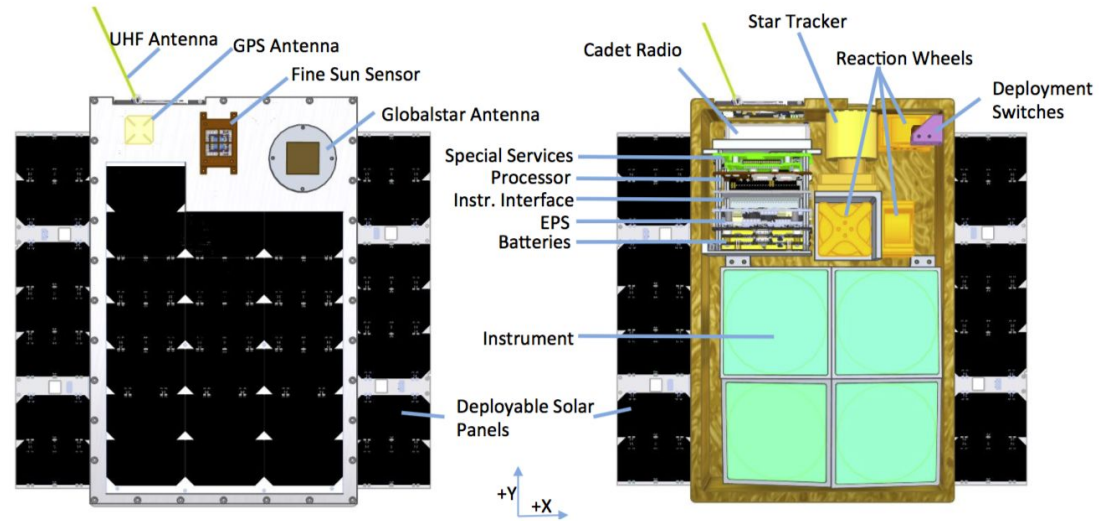 UHF Antenna
GPS Antenna
Fine Sun Sensor
Globalstar Antenna
Star Tracker
Cadet Radio
Reaction Wheels
Deployment
Switches
Special Services
Processor
Instr. Interface
EPS
Batteries
Instrument
Deployable Solar
Panels
+Y
+X